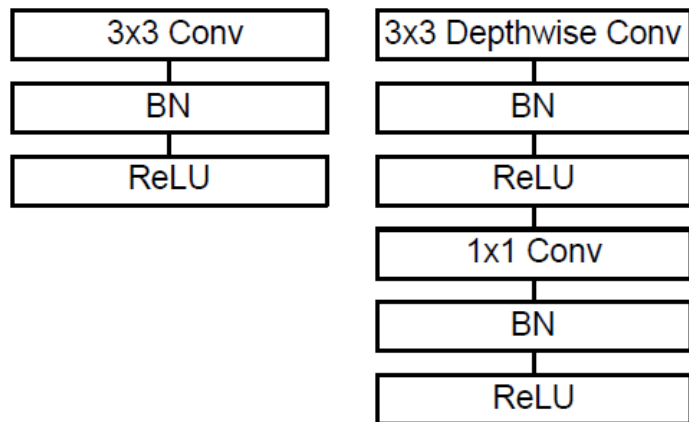 3x3 Conv
BN
ReLU
3x3 Depthwise Conv
BN
ReLU
1x1 Conv
BN
ReLU